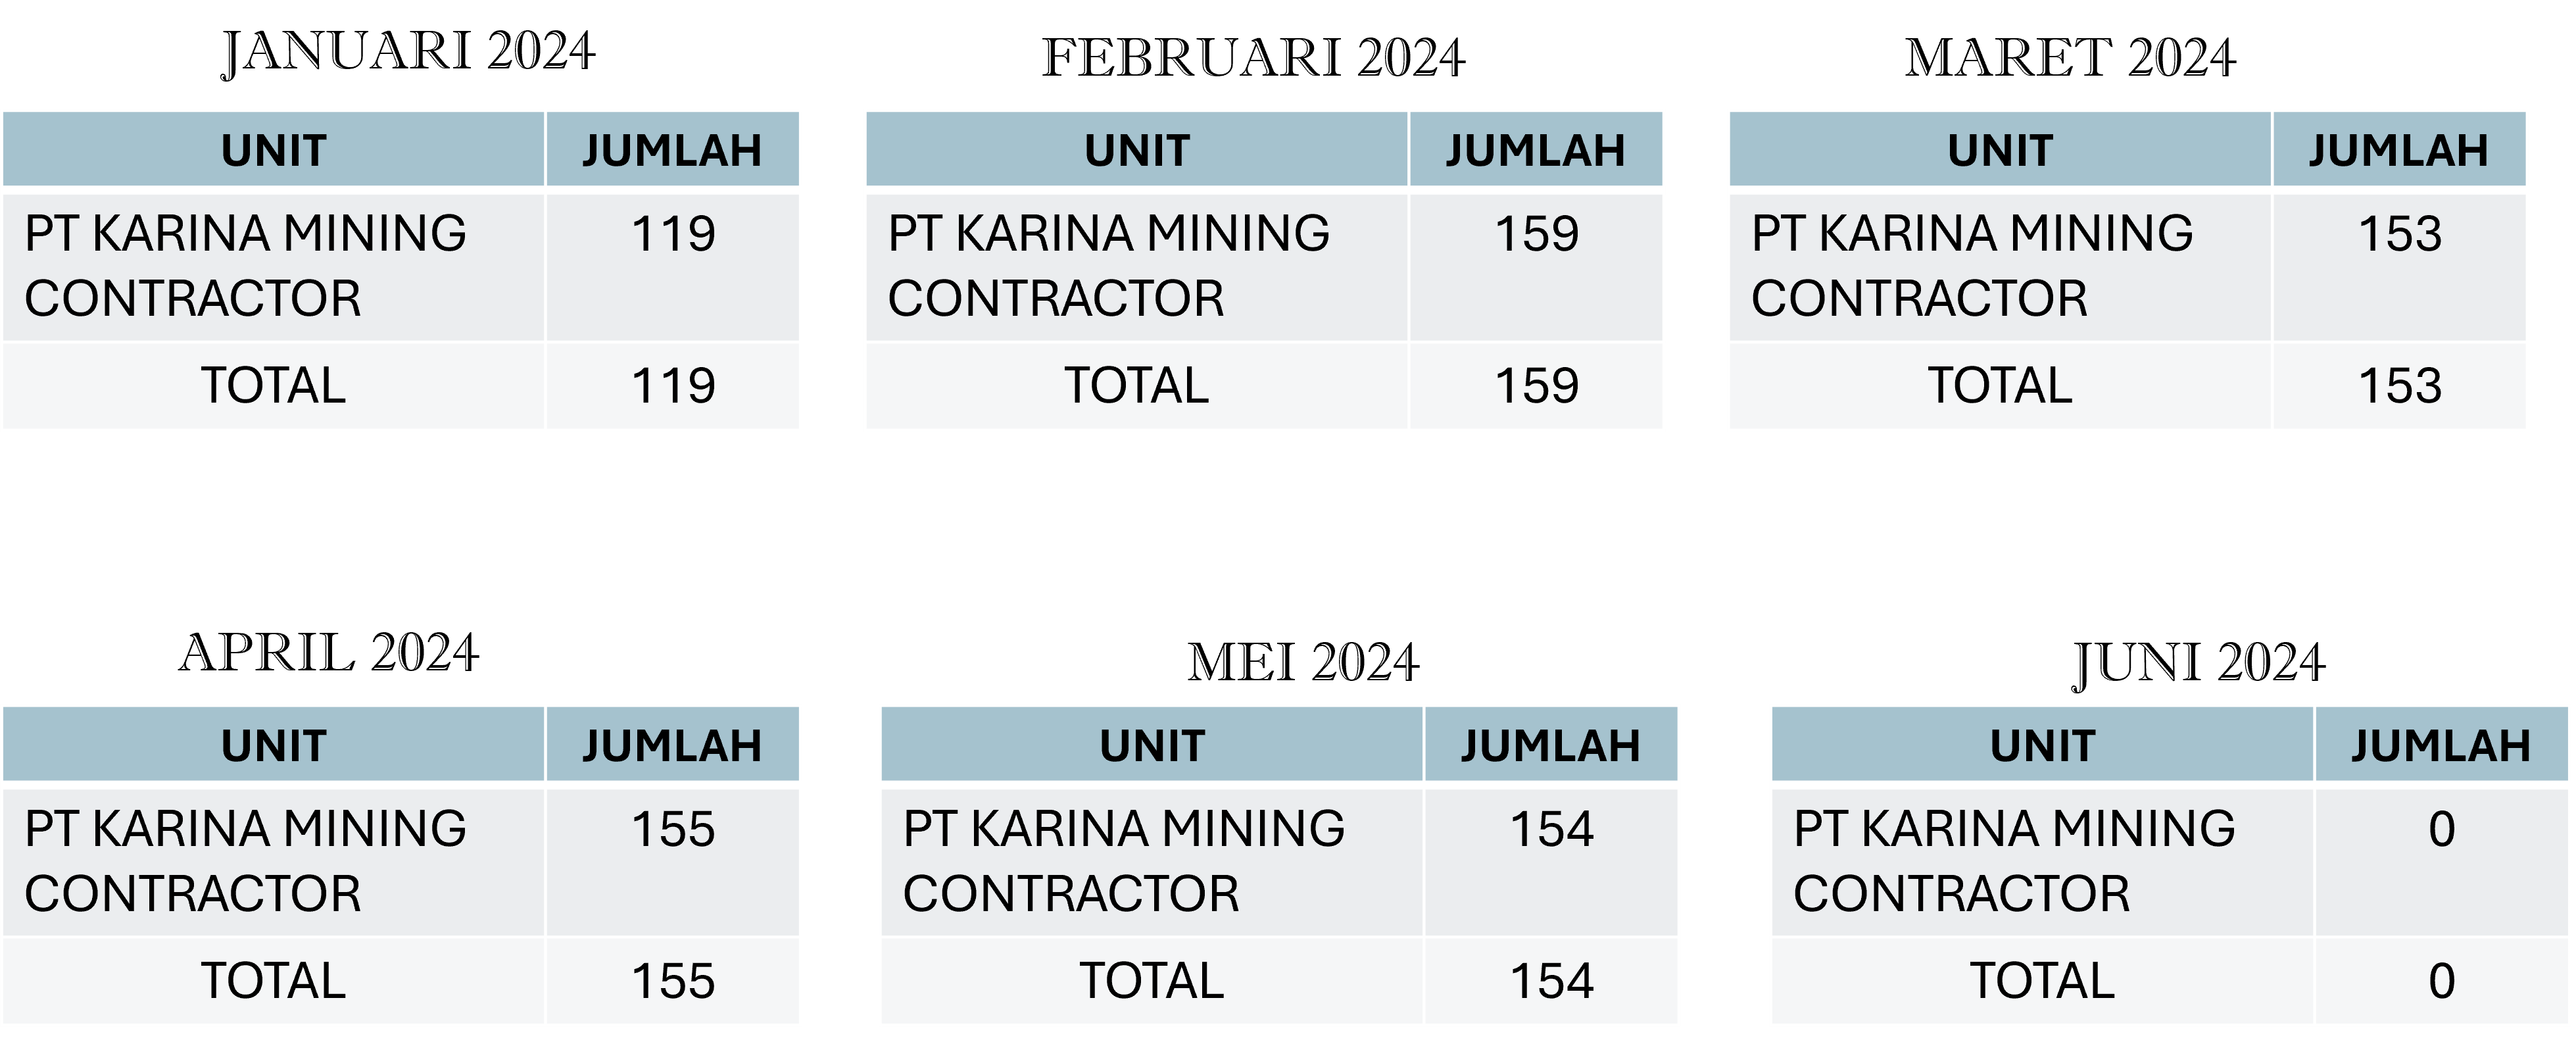 JANUARI 2024
UNIT JUMLAH
PT KARINA MINING 119
CONTRACTOR
TOTAL 119
FEBRUARI 2024
UNIT JUMLAH
PT KARINA MINING 159
CONTRACTOR
TOTAL 159
MARET 2024
UNIT JUMLAH
PT KARINA MINING 153
CONTRACTOR
TOTAL 153
APRIL 2024
UNIT JUMLAH
PT KARINA MINING 155
CONTRACTOR
TOTAL 155
MEI 2024
UNIT JUMLAH
PT KARINA MINING 154
CONTRACTOR
TOTAL 154
JUNI 2024
UNIT JUMLAH
PT KARINA MINING 0
CONTRACTOR
TOTAL 0